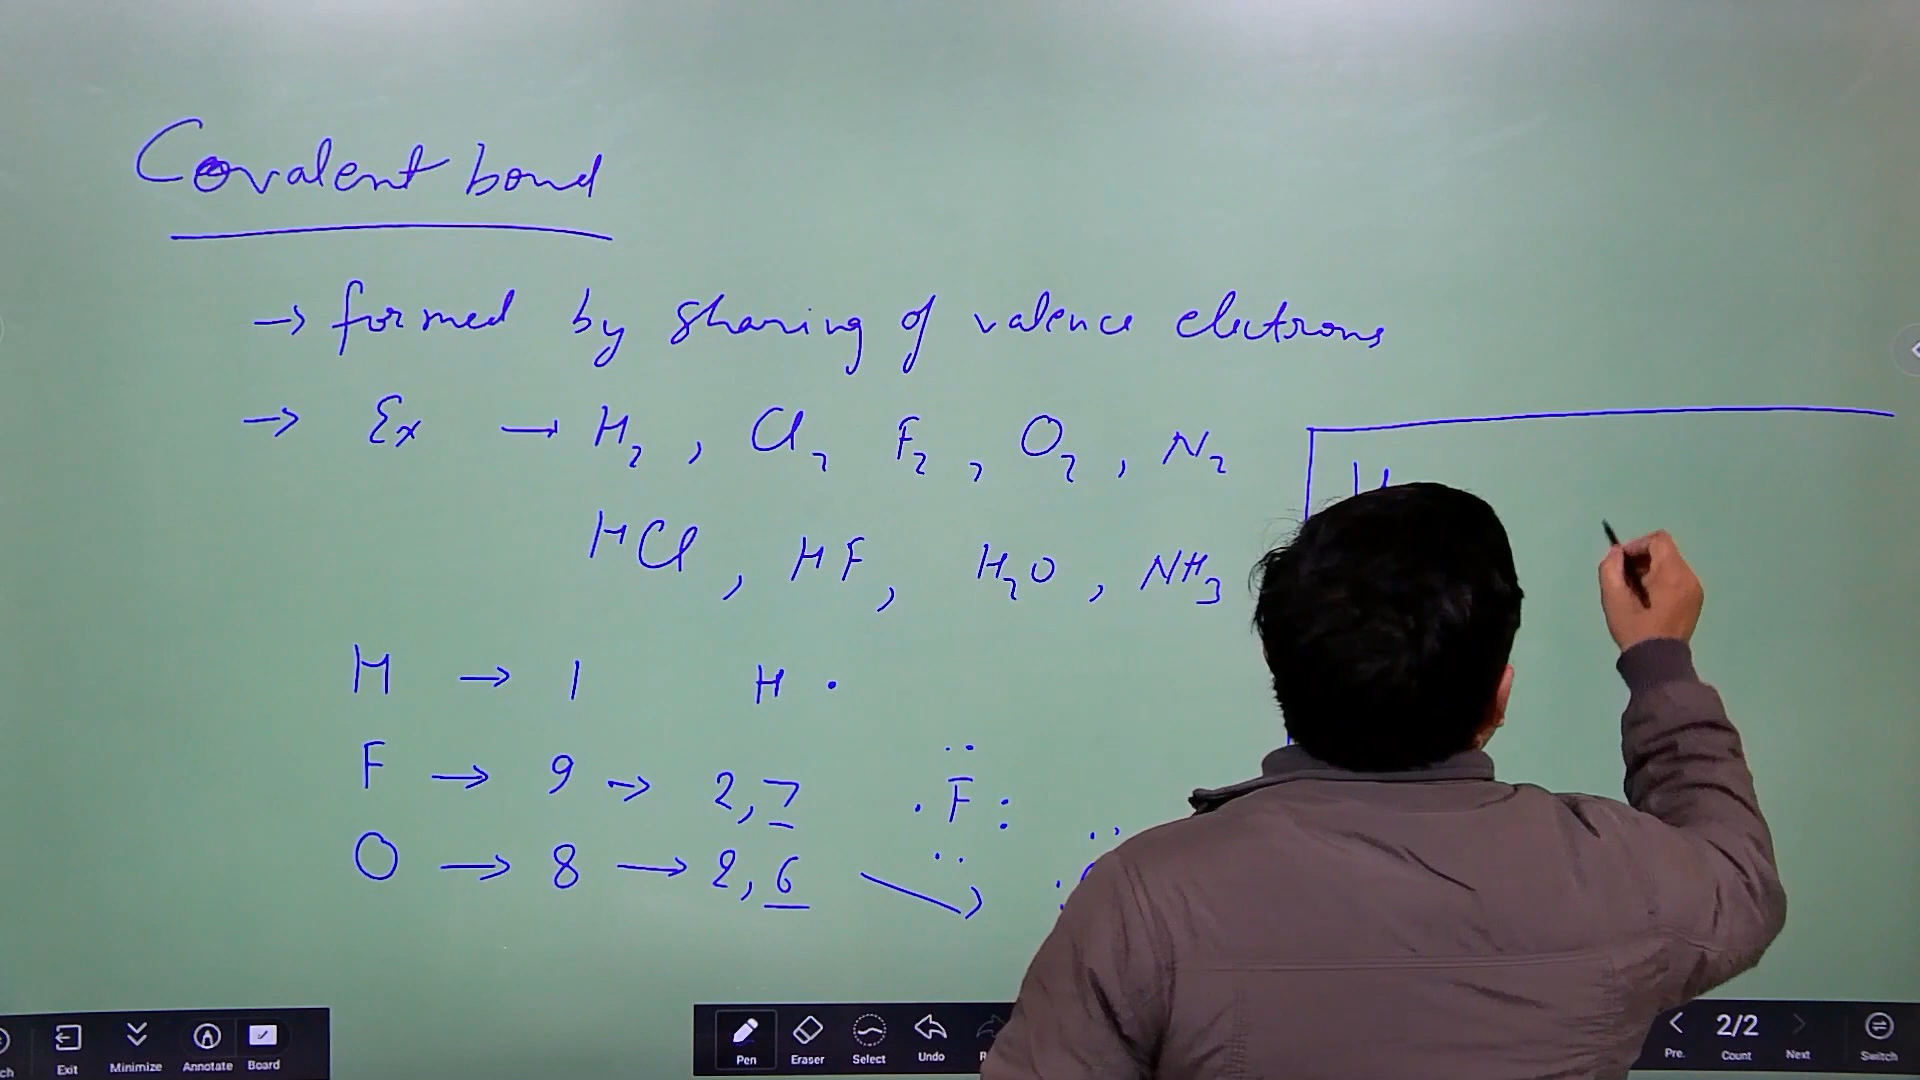 Covalent bond
→ formed by sharing of valence electrons
→ Ex → H₂, Cl₂ F₂, O₂, N₂
HCl, HF, H₂O, NH₃
H → 1 H ·
F → 9 → 2,7 F
O → 8 → 2,6 →
H
Exit Minimize Annotate Board
Pen Eraser Select Undo
Pre. 2/2 Count Next Switch